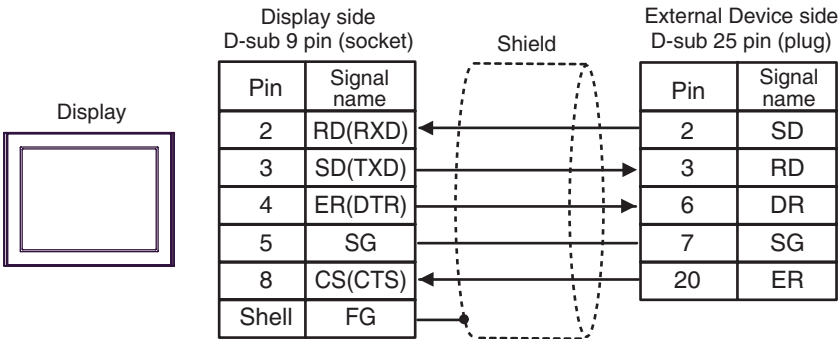 Display side
D-sub 9 pin (socket)
Shield
External Device side
D-sub 25 pin (plug)
Display
Pin Signal name
2 RD(RXD)
3 SD(TXD)
4 ER(DTR)
5 SG
8 CS(CTS)
Shell FG
Pin Signal name
2 SD
3 RD
6 DR
7 SG
20 ER